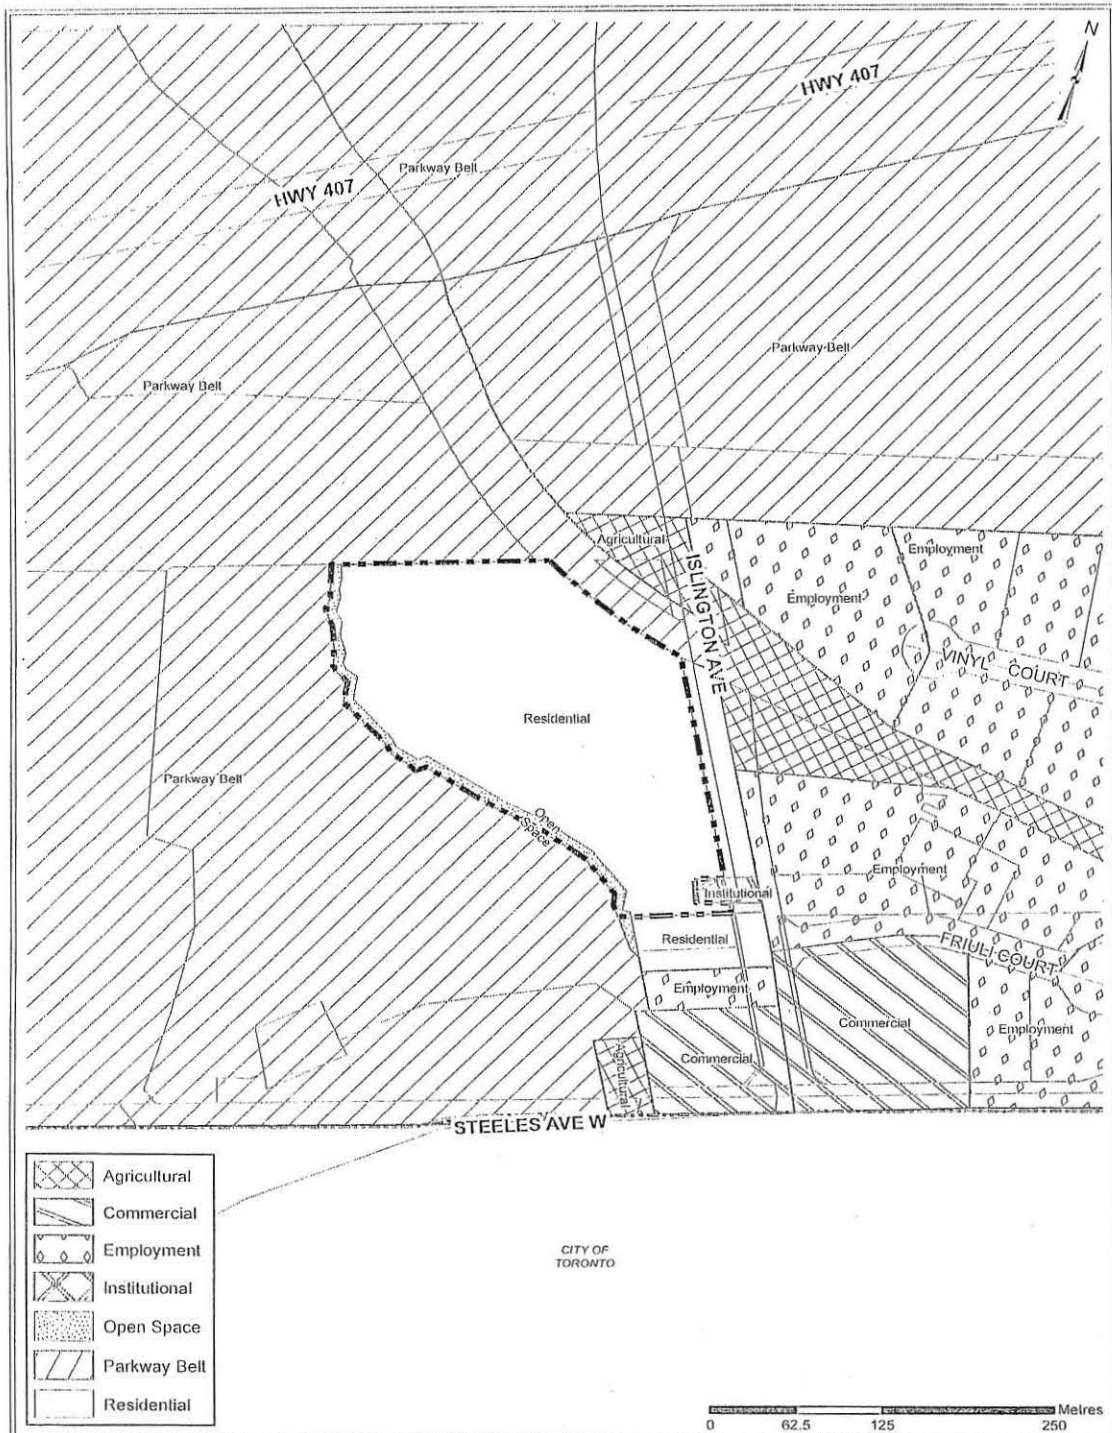 N
HWY 407
Parkway Belt
HWY 407
Parkway Belt
Parkway Belt
Agricultural
Employment
ISLINGTON AVE
Employment
VINYL COURT
Residential
Parkway Belt
Open
Space
Employment
Institutional
Residential
FRIULI COURT
Employment
Commercial
Employment
Commercial
Agricultural
STEELES AVE W
Agricultural
Commercial
Employment
Institutional
Open Space
Parkway Belt
Residential
CITY OF
TORONTO
Metres
0 62.5 125 250